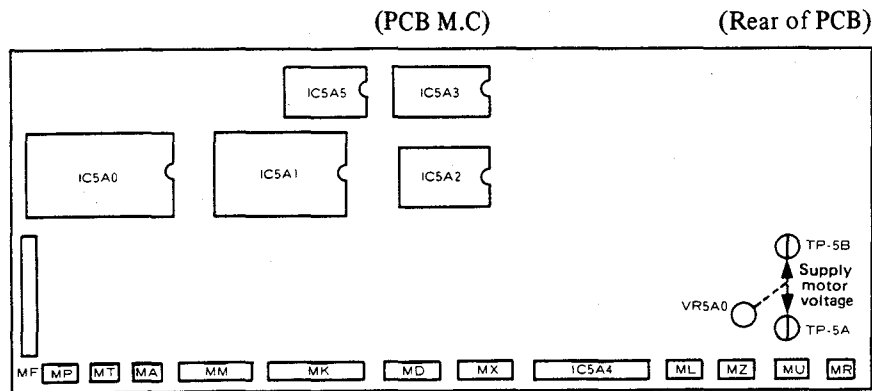 (PCB M.C) (Rear of PCB)
IC5A5 IC5A3
IC5A0 IC5A1 IC5A2
TP-5B
Supply
motor
voltage
VR5A0
TP-5A
MF MP MT MA MM MK MD MX IC5A4 ML MZ MU MR